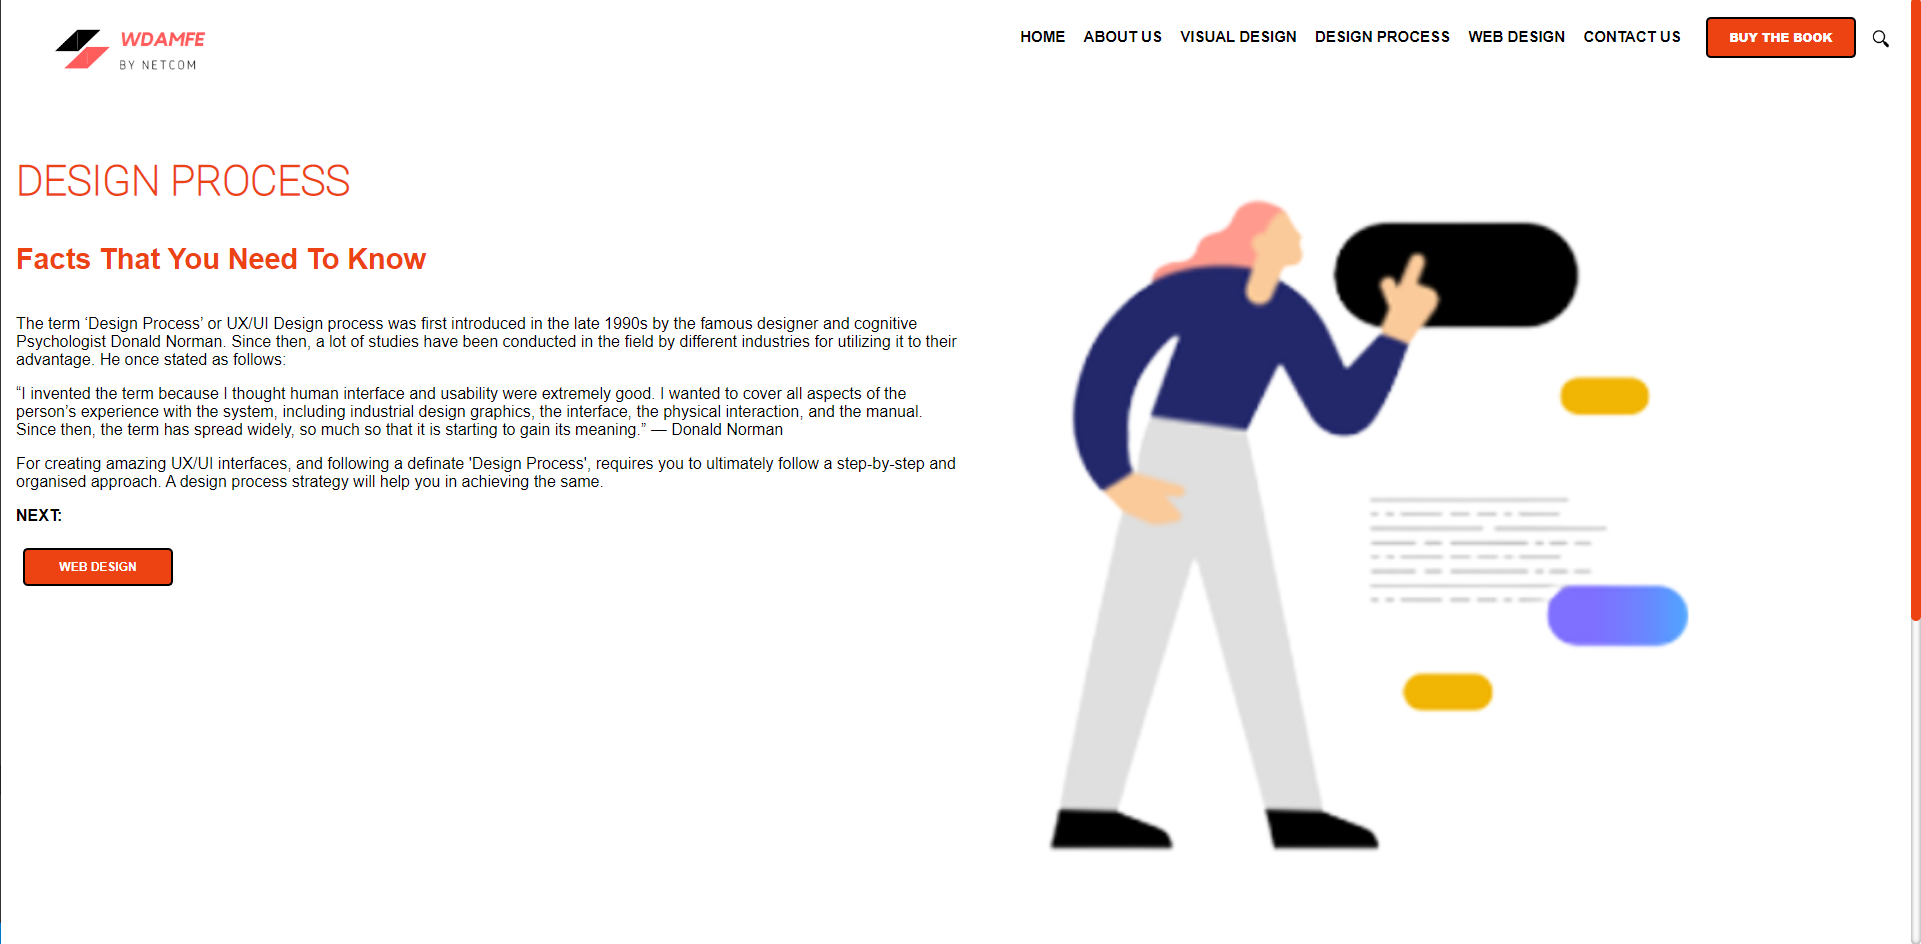 WDAMFE
BY NETCOM
HOME ABOUT US VISUAL DESIGN DESIGN PROCESS WEB DESIGN CONTACT US BUY THE BOOK
DESIGN PROCESS
Facts That You Need To Know
The term ‘Design Process’ or UX/UI Design process was first introduced in the late 1990s by the famous designer and cognitive
Psychologist Donald Norman. Since then, a lot of studies have been conducted in the field by different industries for utilizing it to their
advantage. He once stated as follows:
“I invented the term because I thought human interface and usability were extremely good. I wanted to cover all aspects of the
person’s experience with the system, including industrial design graphics, the interface, the physical interaction, and the manual.
Since then, the term has spread widely, so much so that it is starting to gain its meaning.” — Donald Norman
For creating amazing UX/UI interfaces, and following a definate 'Design Process', requires you to ultimately follow a step-by-step and
organised approach. A design process strategy will help you in achieving the same.
NEXT:
WEB DESIGN